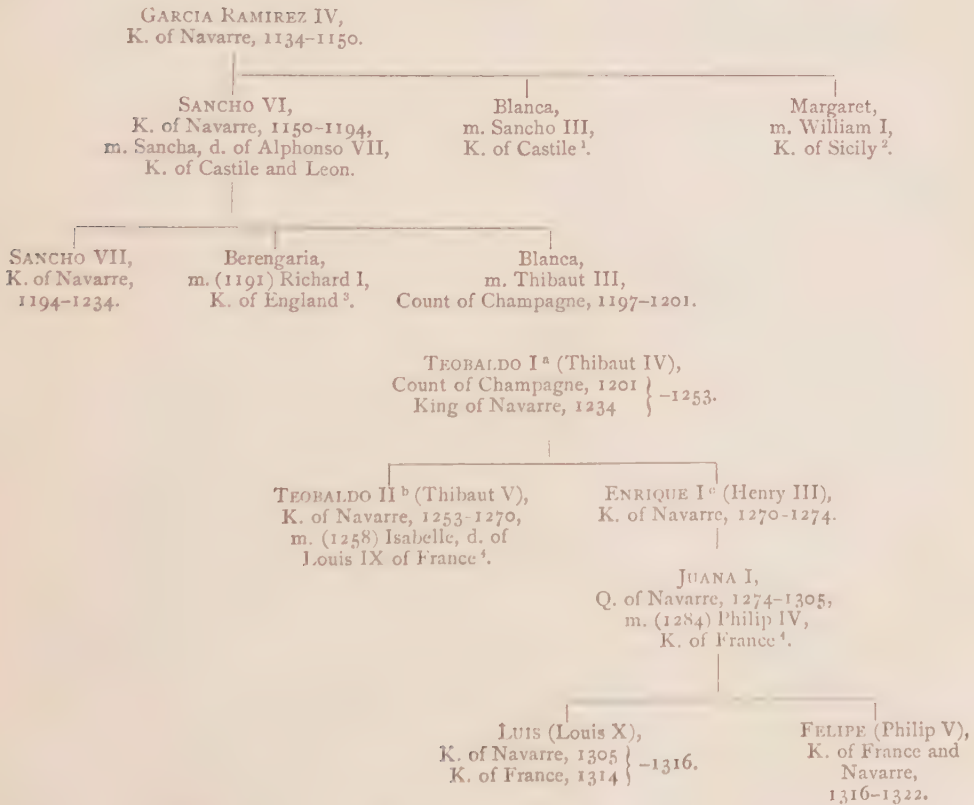 GARCIA RAMIREZ IV,
K. of Navarre, 1134–1150.
SANCHO VI,
K. of Navarre, 1150–1194,
m. Sancha, d. of Alphonso VII,
K. of Castile and Leon.
Blanca,
m. Sancho III,
K. of Castile ¹.
Margaret,
m. William I,
K. of Sicily ².
SANCHO VII,
K. of Navarre,
1194–1234.
Berengaria,
m. (1191) Richard I,
K. of England ³.
Blanca,
m. Thibaut III,
Count of Champagne, 1197–1201.
TEOBALDO I ᵃ (Thibaut IV),
Count of Champagne, 1201
King of Navarre, 1234 } –1253.
TEOBALDO II ᵇ (Thibaut V),
K. of Navarre, 1253–1270,
m. (1258) Isabelle, d. of
Louis IX of France ⁴.
ENRIQUE I ᶜ (Henry III),
K. of Navarre, 1270–1274.
JUANA I,
Q. of Navarre, 1274–1305,
m. (1284) Philip IV,
K. of France ⁴.
LUIS (Louis X),
K. of Navarre, 1305
K. of France, 1314 } –1316.
FELIPE (Philip V),
K. of France and
Navarre,
1316–1322.